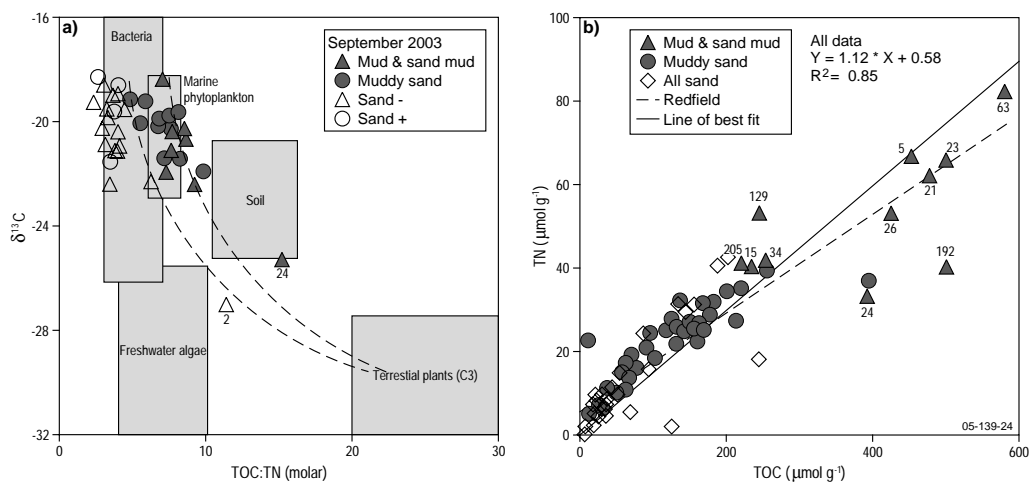 a)
-16
-20
-24
-28
-32
δ¹³C
0
10
20
30
TOC:TN (molar)
Bacteria
Marine
phytoplankton
Soil
Freshwater algae
Terrestial plants (C3)
24
2
September 2003
Mud & sand mud
Muddy sand
Sand -
Sand +
b)
100
80
60
40
20
0
TN (μmol g⁻¹)
0
200
400
600
TOC (μmol g⁻¹)
Mud & sand mud
Muddy sand
All sand
Redfield
Line of best fit
All data
Y = 1.12 * X + 0.58
R²= 0.85
63
5
23
21
129
26
205
15
34
192
24
05-139-24